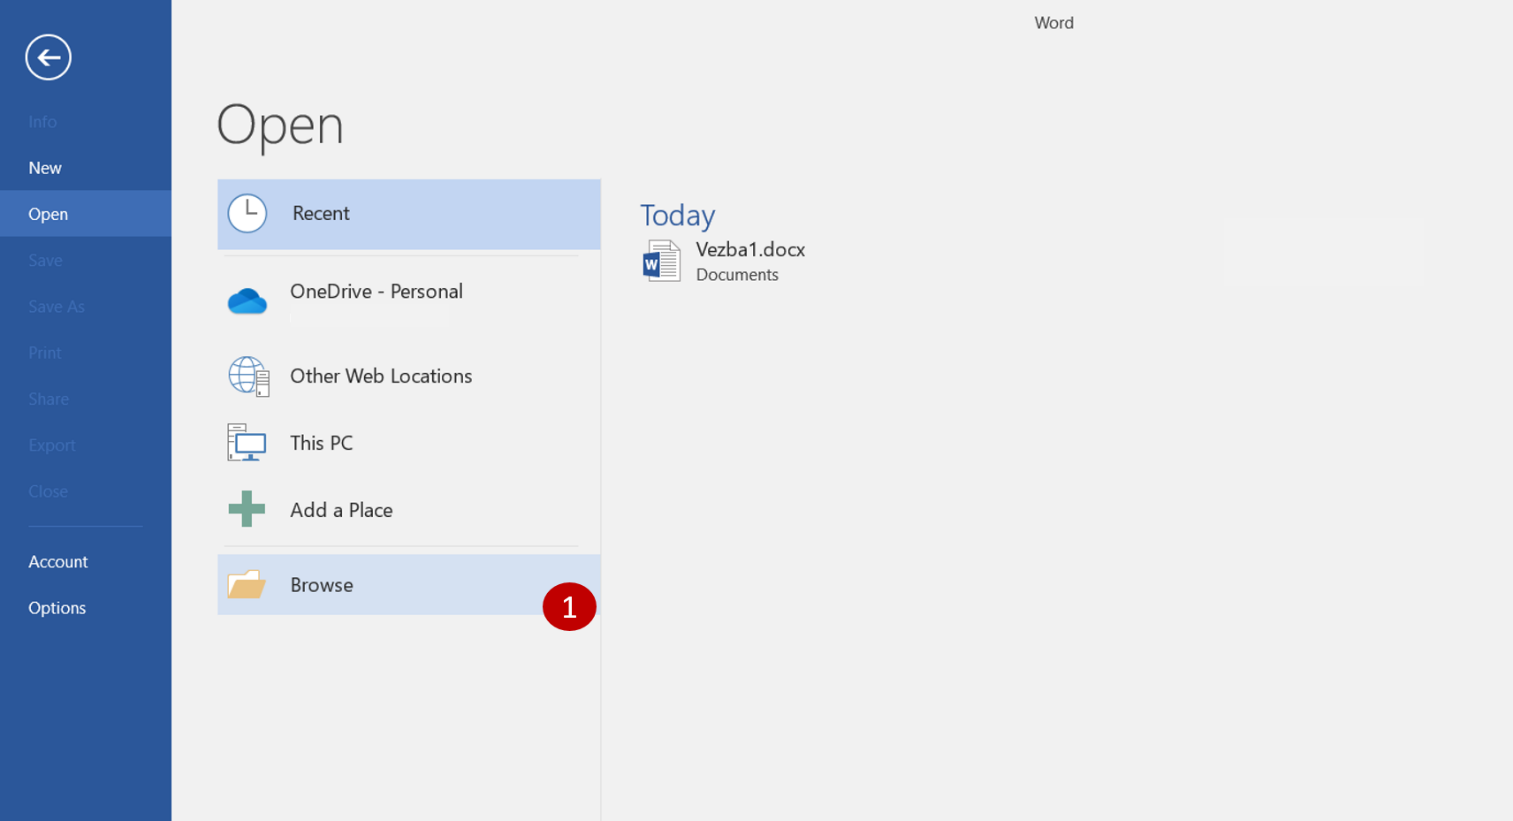 Word
Info
New
Open
Save
Save As
Print
Share
Export
Close
Account
Options
Open
Recent
OneDrive - Personal
Other Web Locations
This PC
Add a Place
Browse
1
Today
Vezba1.docx
Documents